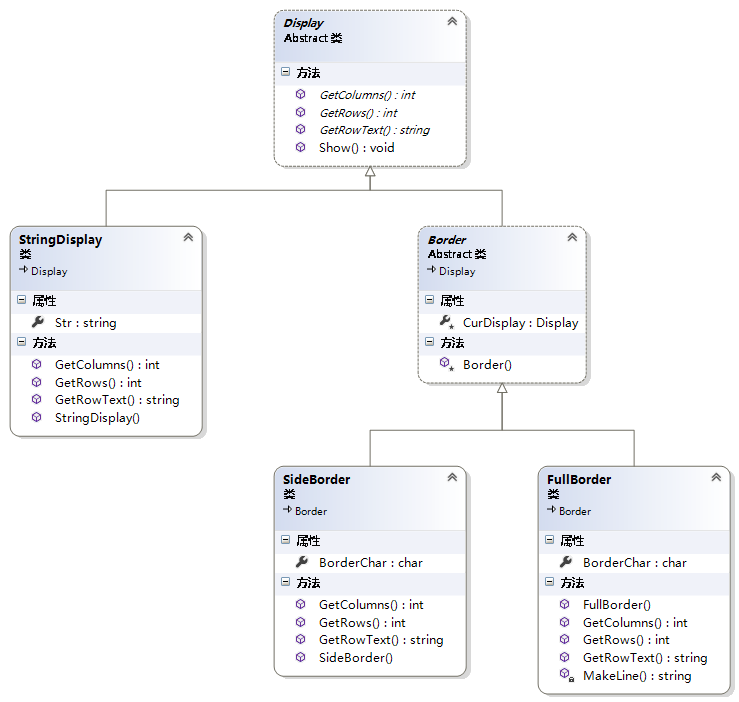 Display
Abstract 类
方法
GetColumns() : int
GetRows() : int
GetRowText() : string
Show() : void
StringDisplay
类
Display
属性
Str : string
方法
GetColumns() : int
GetRows() : int
GetRowText() : string
StringDisplay()
Border
Abstract 类
Display
属性
CurDisplay : Display
方法
Border()
SideBorder
类
Border
属性
BorderChar : char
方法
GetColumns() : int
GetRows() : int
GetRowText() : string
SideBorder()
FullBorder
类
Border
属性
BorderChar : char
方法
FullBorder()
GetColumns() : int
GetRows() : int
GetRowText() : string
MakeLine() : string